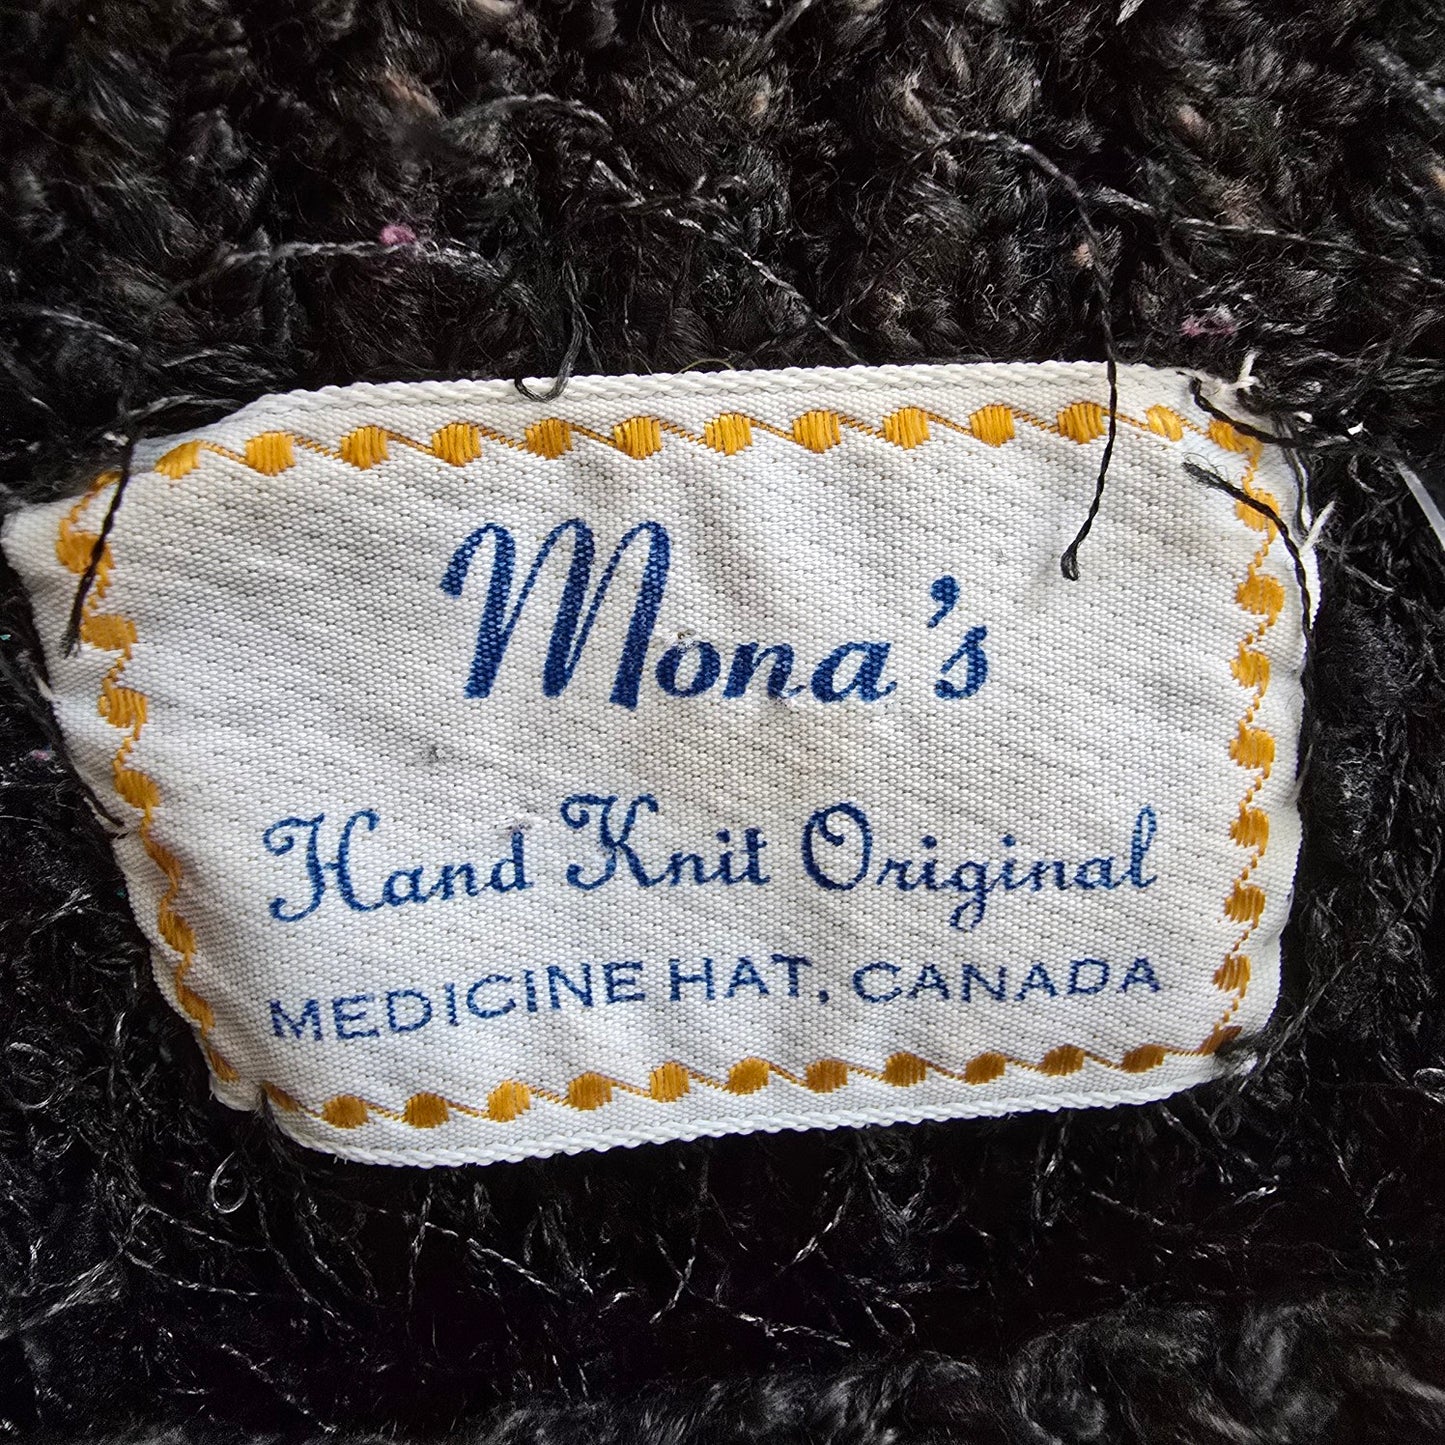 Mona's
Hand Knit Original
MEDICINE HAT, CANADA